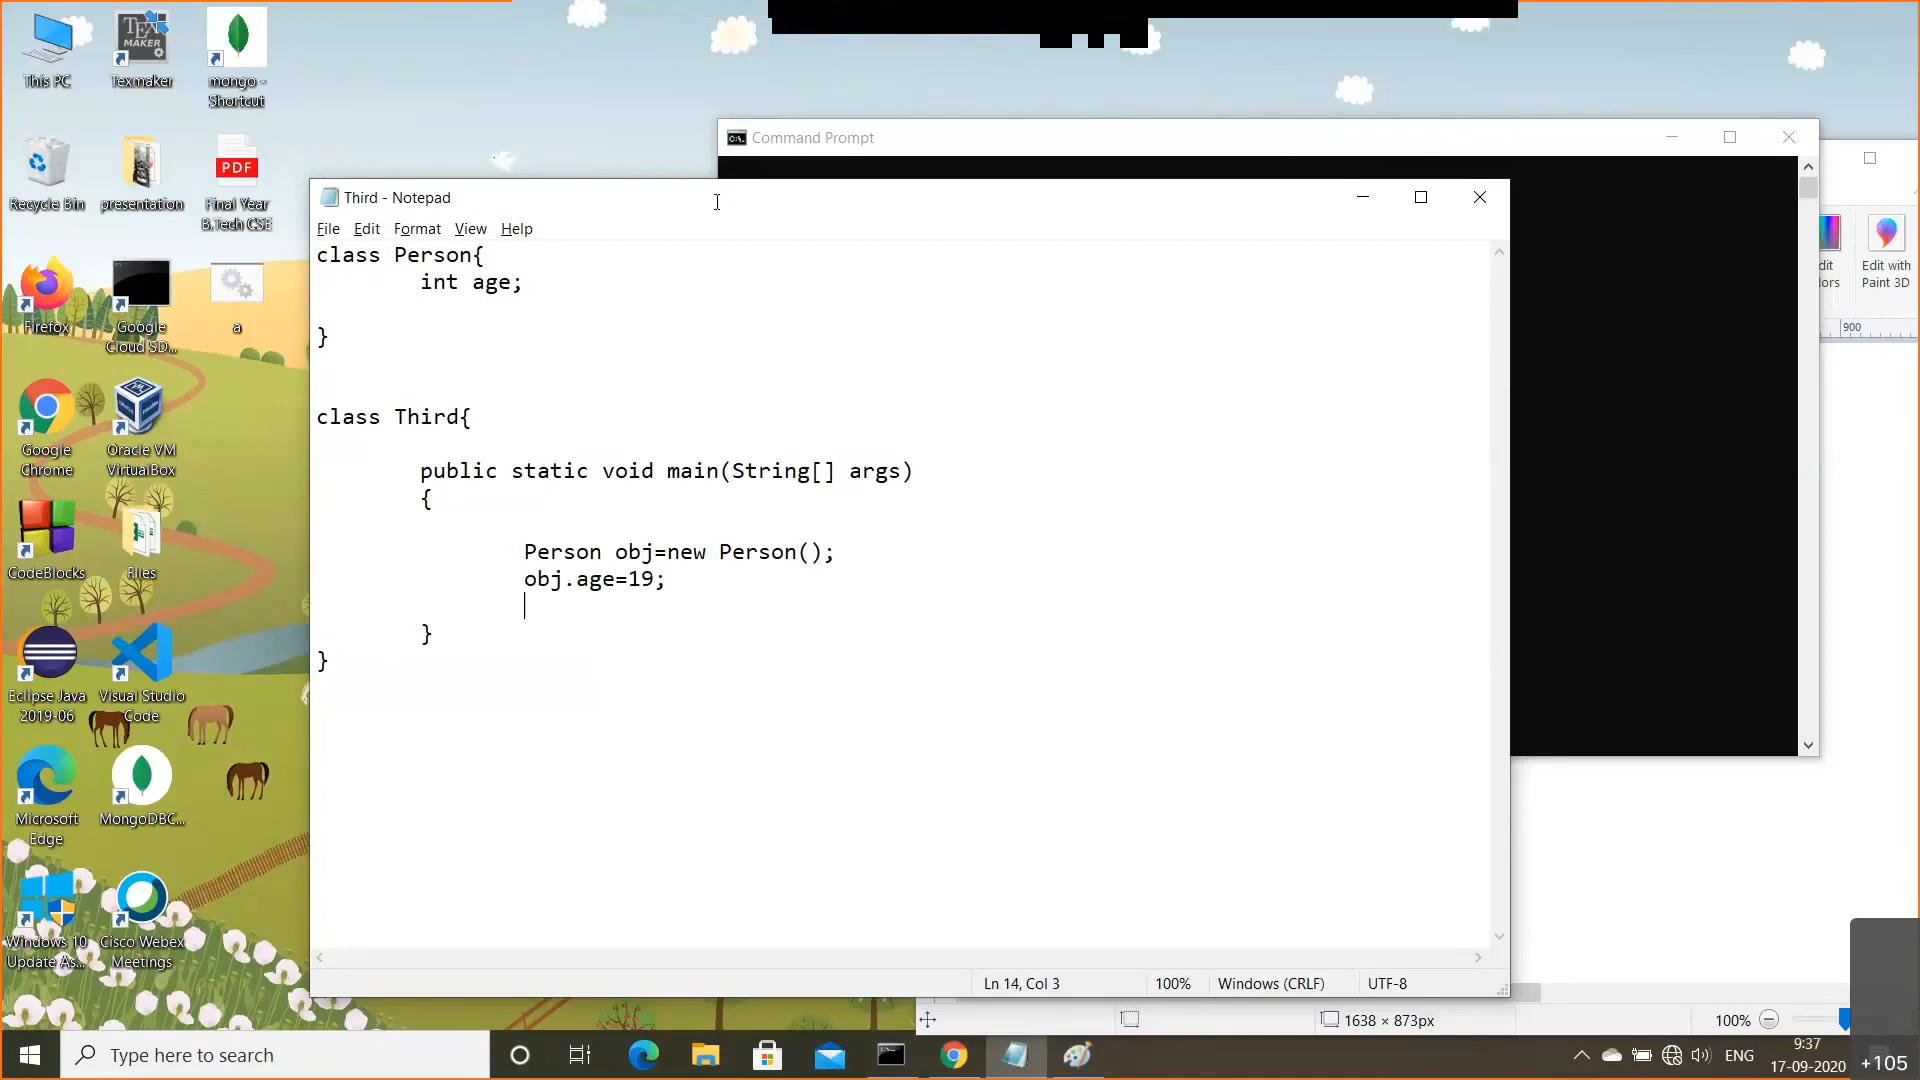 This PC
TEX
MAKER
Texmaker
mongo -
Shortcut
Recycle Bin
presentation
PDF
Final Year
B.Tech CSE
Firefox
Google
Cloud SD...
a
Google
Chrome
Oracle VM
VirtualBox
CodeBlocks
FIles
Eclipse Java
2019-06
Visual Studio
Code
Microsoft
Edge
MongoDBC...
Windows 10
Update As...
Cisco Webex
Meetings
Command Prompt
Third - Notepad
File Edit Format View Help
class Person{
int age;
}
class Third{
public static void main(String[] args)
{
Person obj=new Person();
obj.age=19;
}
}
Ln 14, Col 3 100% Windows (CRLF) UTF-8
dit
lors
Edit with
Paint 3D
900
1638 × 873px
100%
Type here to search
ENG
9:37
17-09-2020
+105